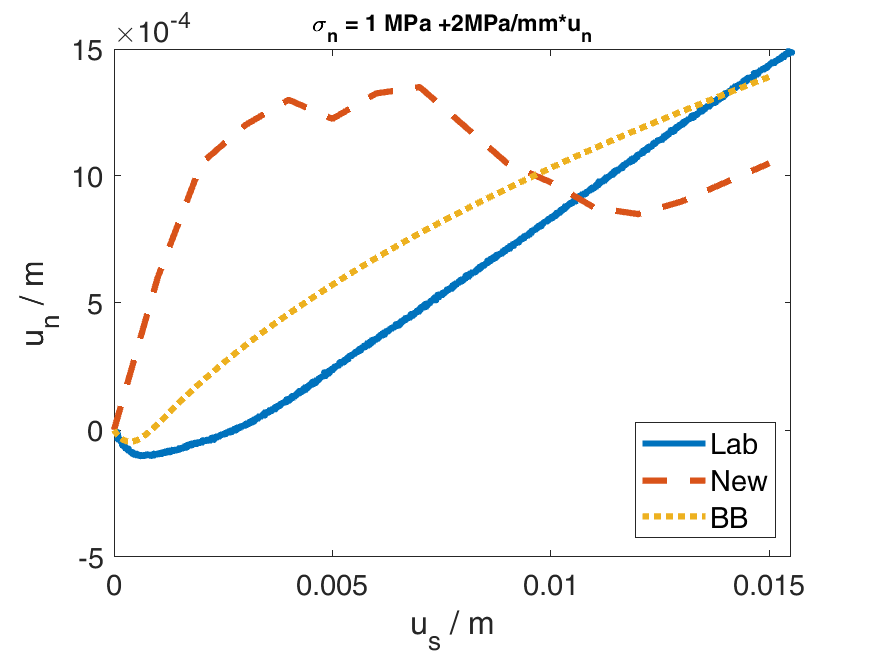 σn = 1 MPa +2MPa/mm*un
×10-4
15
10
5
0
-5
un / m
0 0.005 0.01 0.015
us / m
Lab
New
BB